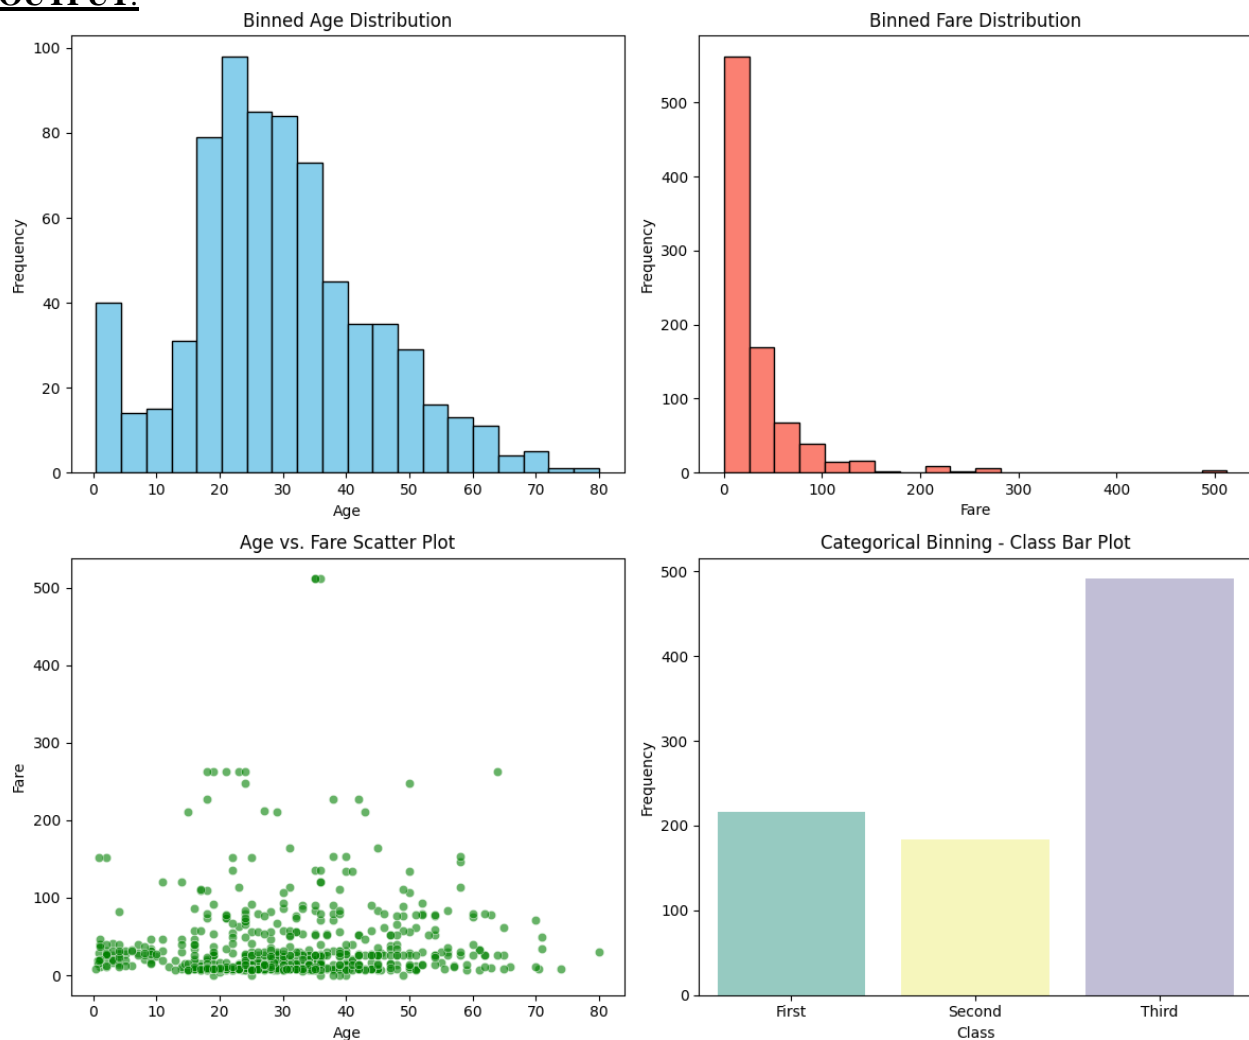 OUTPUT:
Binned Age Distribution
100
80
60
40
20
0
Frequency
0 10 20 30 40 50 60 70 80
Age
Binned Fare Distribution
500
400
300
200
100
0
Frequency
0 100 200 300 400 500
Fare
Age vs. Fare Scatter Plot
500
400
300
200
100
0
Fare
0 10 20 30 40 50 60 70 80
Age
Categorical Binning - Class Bar Plot
500
400
300
200
100
0
Frequency
First Second Third
Class